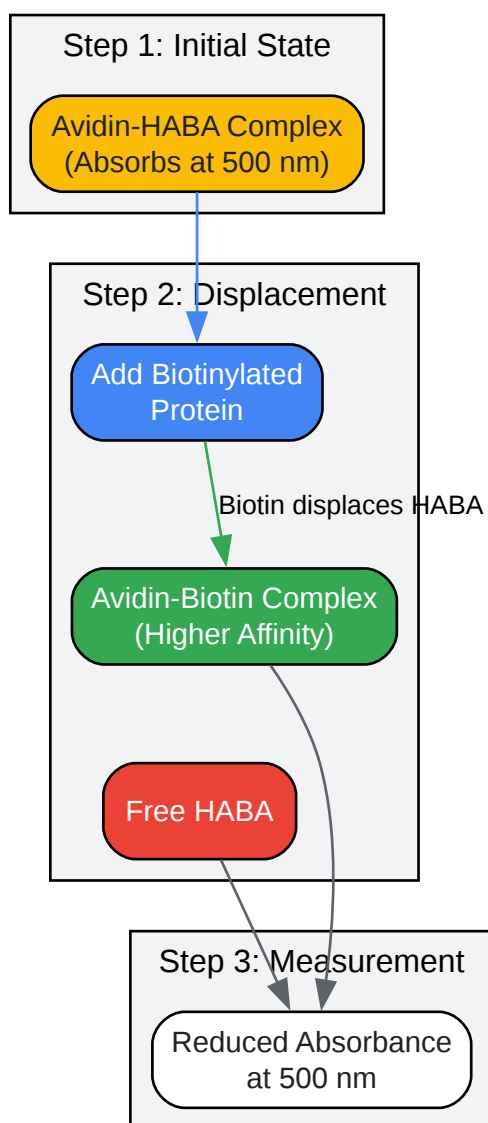 Step 1: Initial State
Avidin-HABA Complex
(Absorbs at 500 nm)
Step 2: Displacement
Add Biotinylated
Protein
Biotin displaces HABA
Avidin-Biotin Complex
(Higher Affinity)
Free HABA
Step 3: Measurement
Reduced Absorbance
at 500 nm